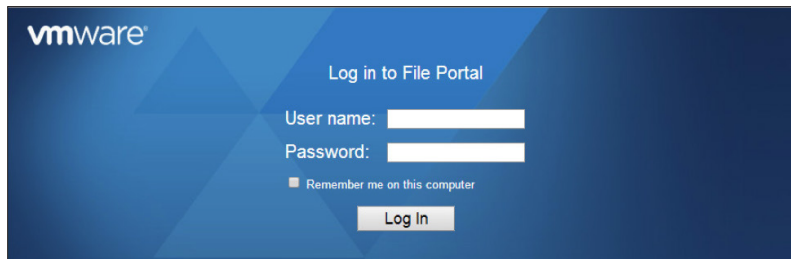 vmware®
Log in to File Portal
User name:
Password:
Remember me on this computer
Log In